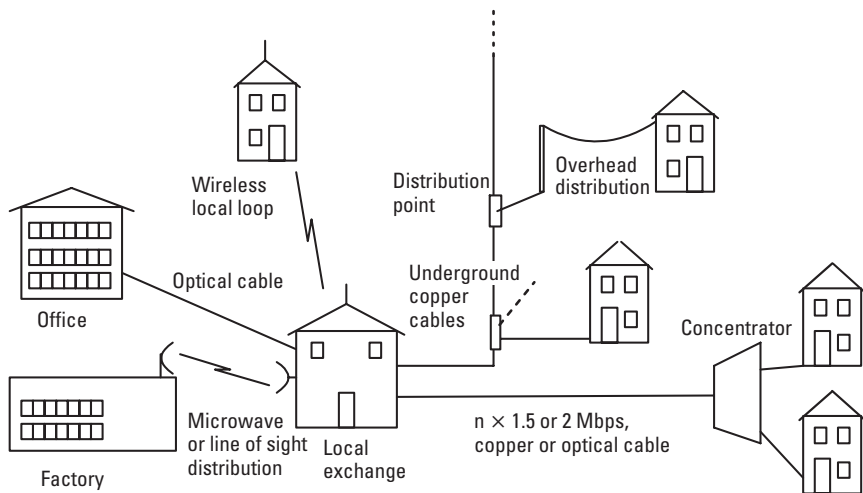 Wireless
local loop
Distribution
point
Overhead
distribution
Optical cable
Office
Underground
copper
cables
Concentrator
Microwave
or line of sight
distribution
Local
exchange
n × 1.5 or 2 Mbps,
copper or optical cable
Factory